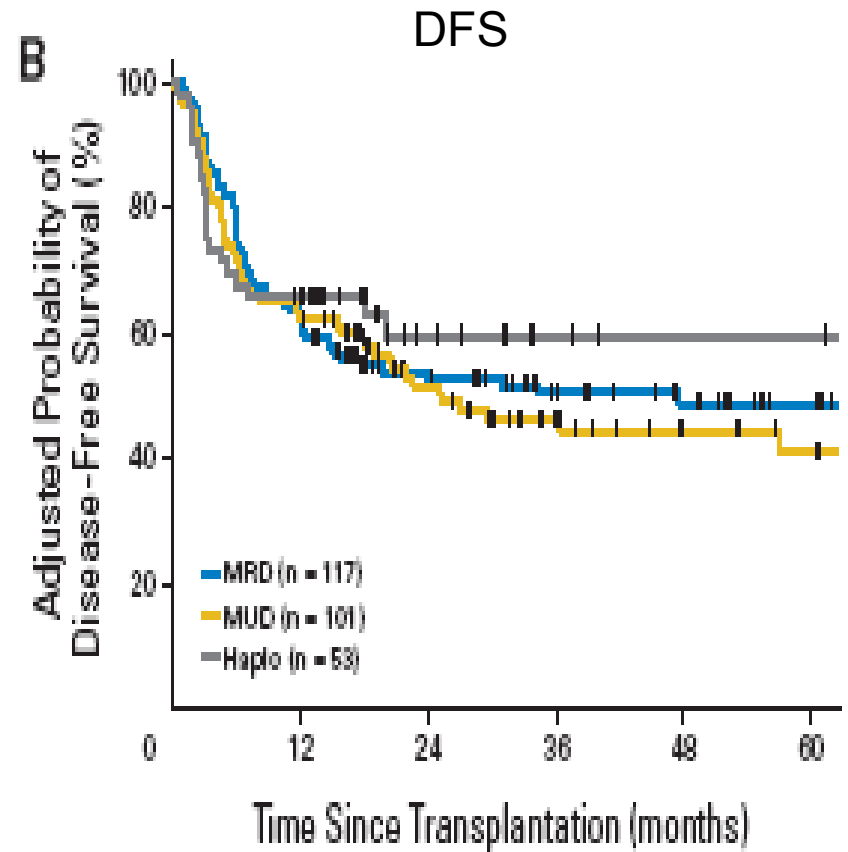 DFS
B
Adjusted Probability of
Disease-Free Survival (%)
100
80
60
40
20
MRD (n = 117)
MUD (n = 101)
Haplo (n = 53)
0 12 24 36 48 60
Time Since Transplantation (months)